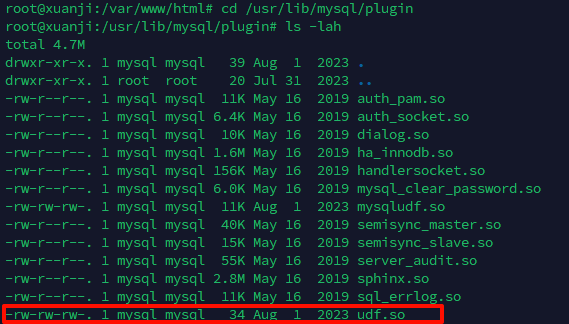 root@xuanji:/var/www/html# cd /usr/lib/mysql/plugin
root@xuanji:/usr/lib/mysql/plugin# ls -lah
total 4.7M
drwxr-xr-x. 1 mysql mysql   39 Aug  1  2023 .
drwxr-xr-x. 1 root  root    20 Jul 31  2023 ..
-rw-r--r--. 1 mysql mysql  11K May 16  2019 auth_pam.so
-rw-r--r--. 1 mysql mysql 6.4K May 16  2019 auth_socket.so
-rw-r--r--. 1 mysql mysql  10K May 16  2019 dialog.so
-rw-r--r--. 1 mysql mysql 1.6M May 16  2019 ha_innodb.so
-rw-r--r--. 1 mysql mysql 156K May 16  2019 handlersocket.so
-rw-r--r--. 1 mysql mysql 6.0K May 16  2019 mysql_clear_password.so
-rw-rw-rw-. 1 mysql mysql  11K Aug  1  2023 mysqludf.so
-rw-r--r--. 1 mysql mysql  40K May 16  2019 semisync_master.so
-rw-r--r--. 1 mysql mysql  15K May 16  2019 semisync_slave.so
-rw-r--r--. 1 mysql mysql  55K May 16  2019 server_audit.so
-rw-r--r--. 1 mysql mysql 2.8M May 16  2019 sphinx.so
-rw-r--r--. 1 mysql mysql  11K May 16  2019 sql_errlog.so
-rw-rw-rw-. 1 mysql mysql   34 Aug  1  2023 udf.so